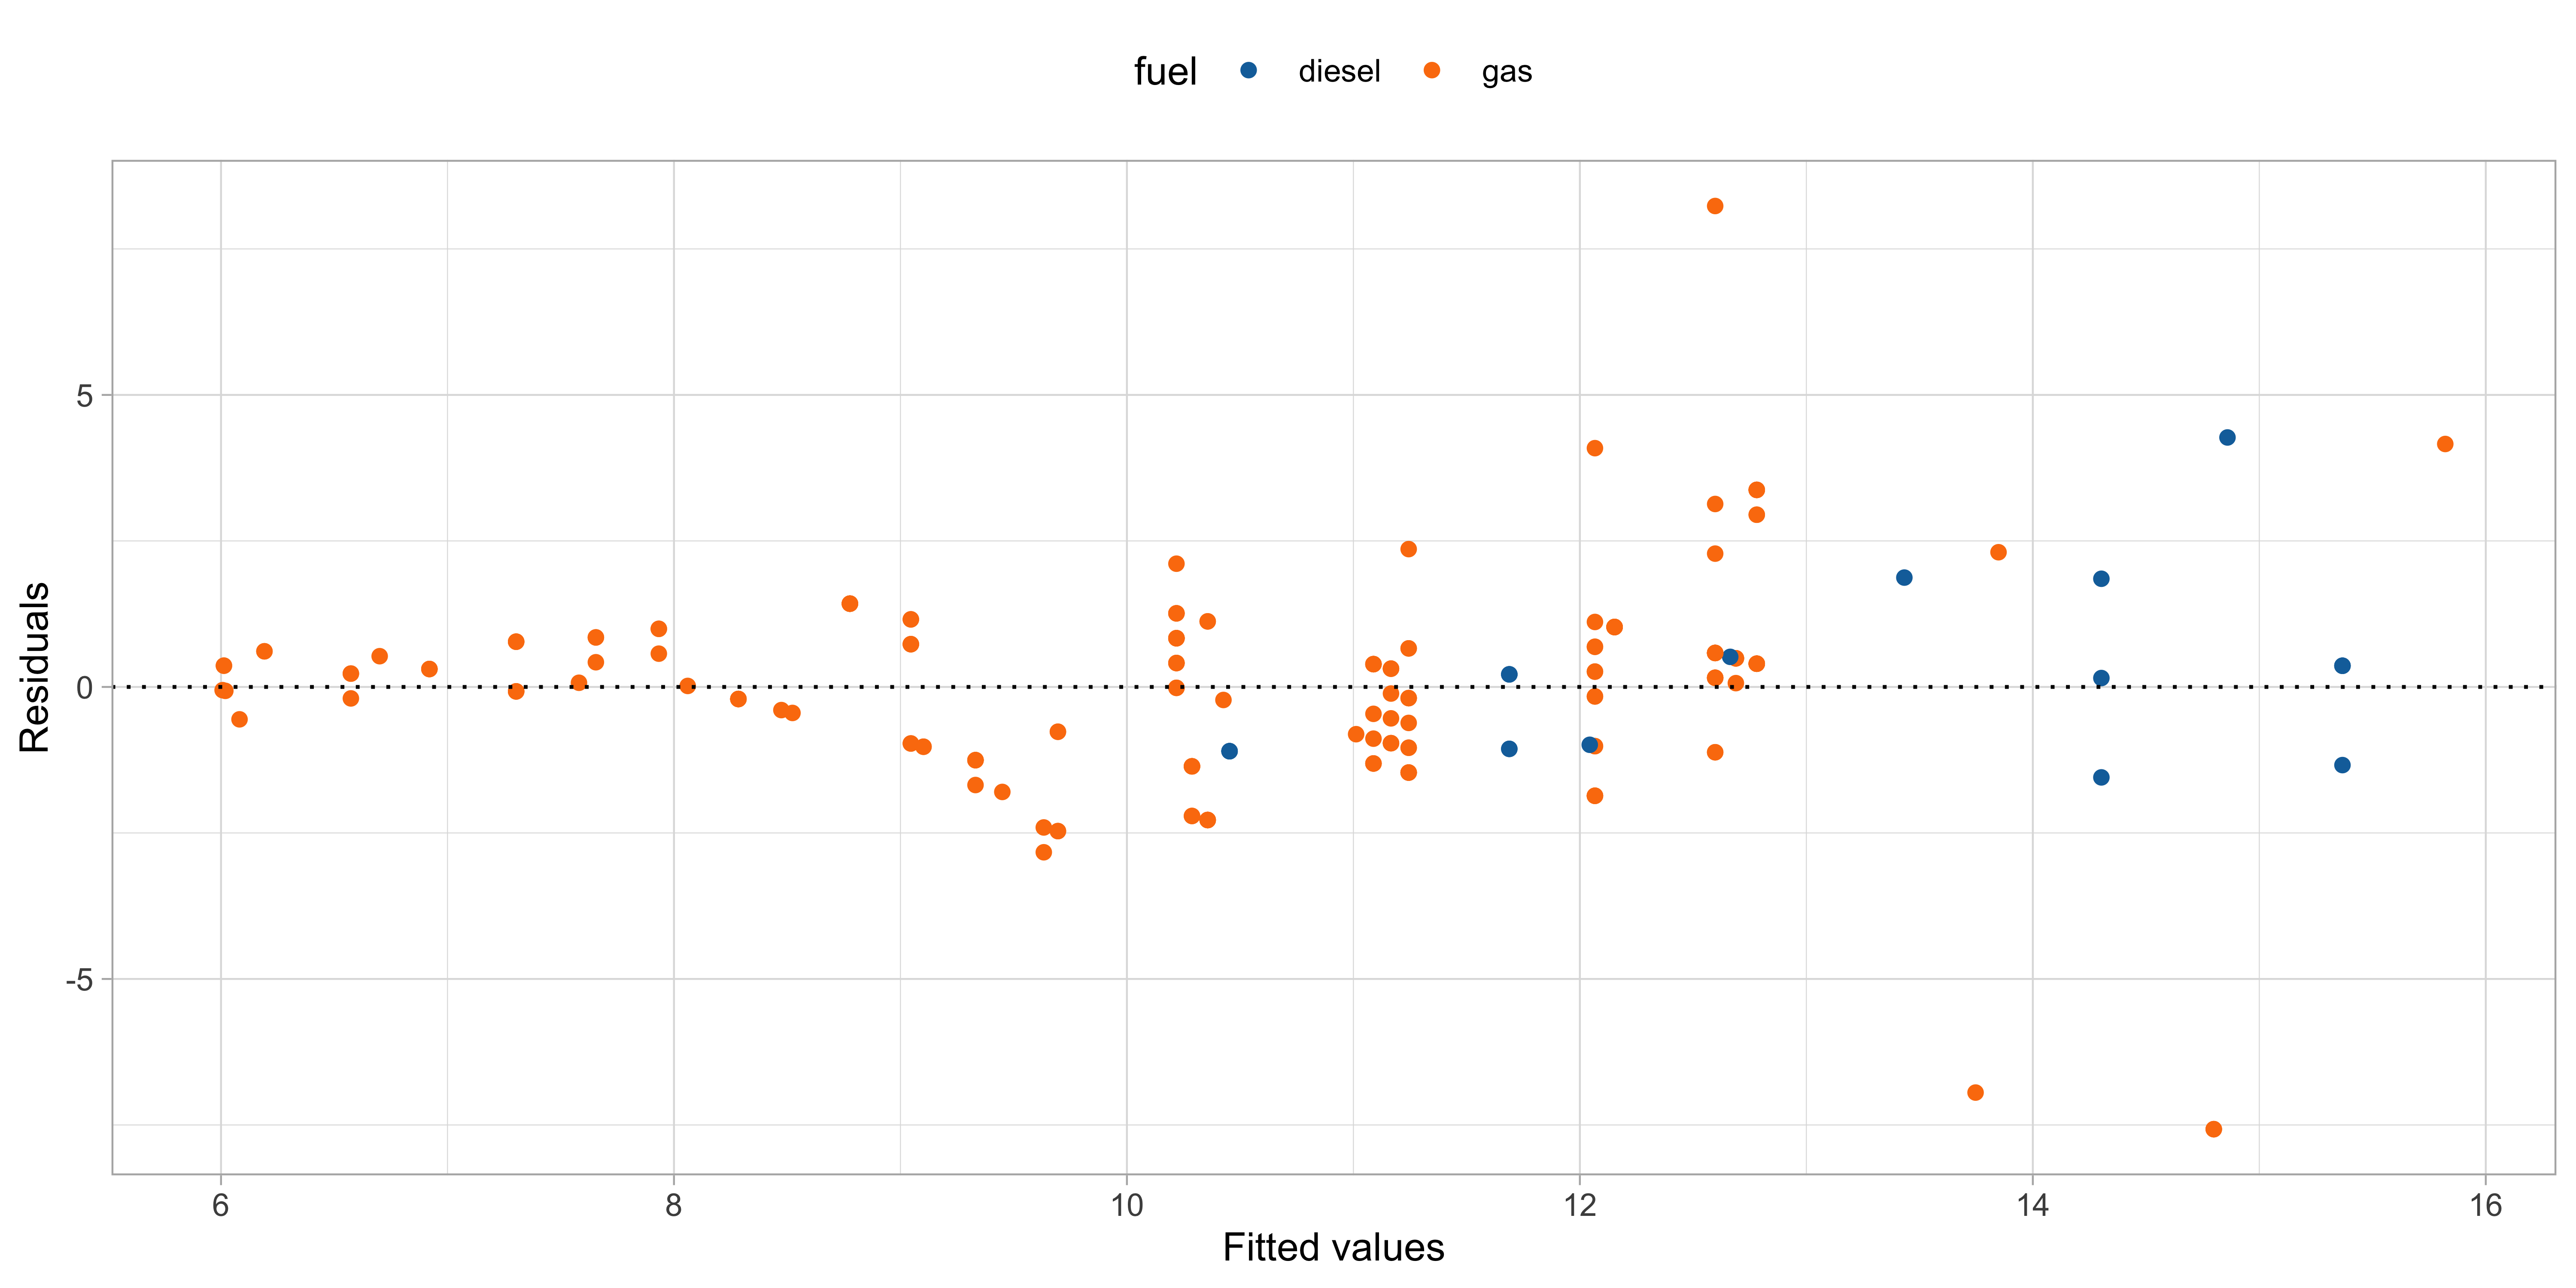 fuel diesel gas
Residuals
5
0
-5
6 8 10 12 14 16
Fitted values